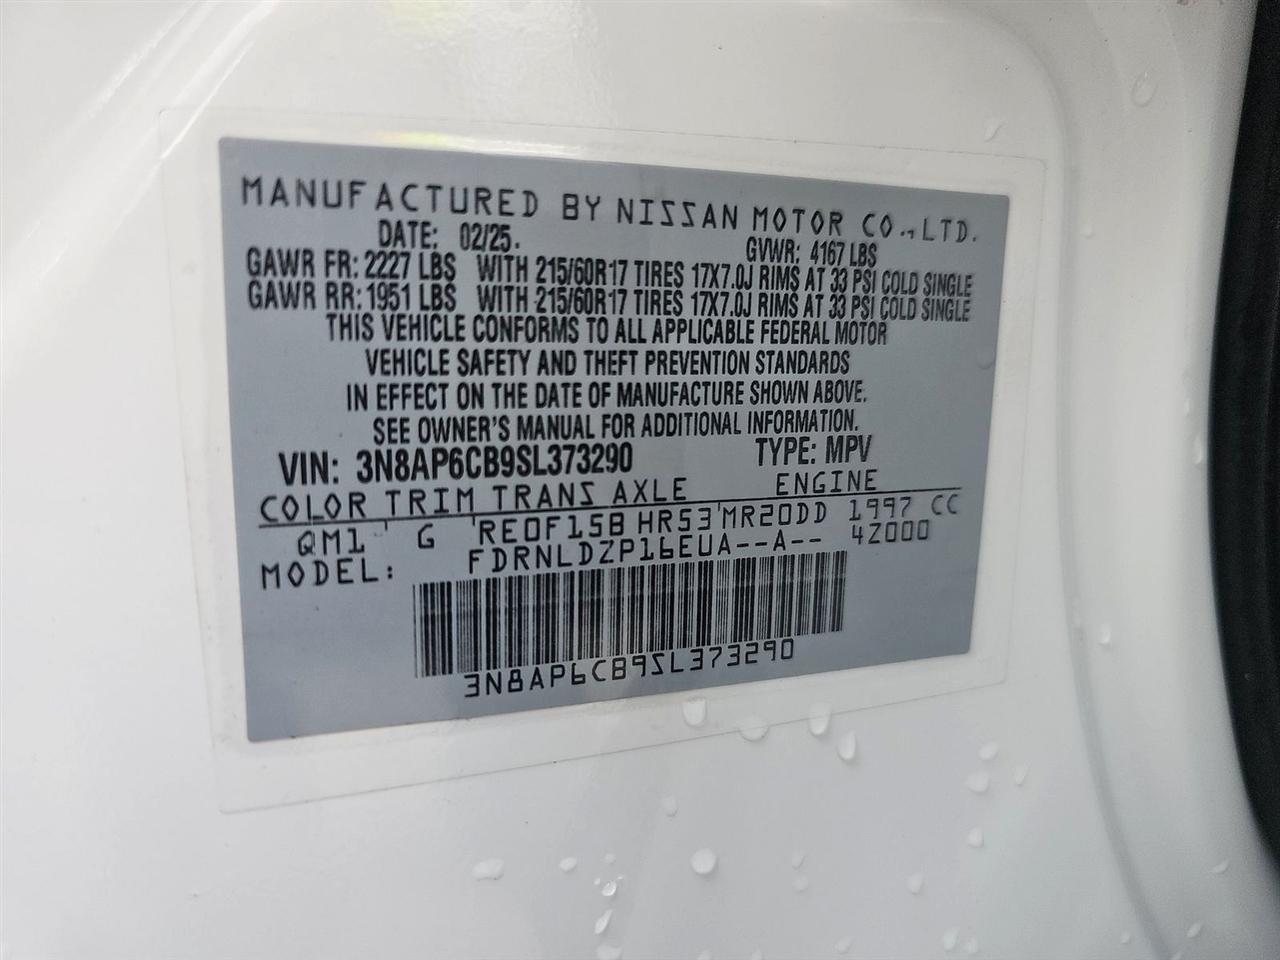 MANUFACTURED BY NISSAN MOTOR CO., LTD.
DATE: 02/25. GVWR: 4167 LBS
GAWR FR: 2227 LBS WITH 215/60R17 TIRES 17X7.0J RIMS AT 33 PSI COLD SINGLE
GAWR RR: 1951 LBS WITH 215/60R17 TIRES 17X7.0J RIMS AT 33 PSI COLD SINGLE
THIS VEHICLE CONFORMS TO ALL APPLICABLE FEDERAL MOTOR
VEHICLE SAFETY AND THEFT PREVENTION STANDARDS
IN EFFECT ON THE DATE OF MANUFACTURE SHOWN ABOVE.
SEE OWNER'S MANUAL FOR ADDITIONAL INFORMATION.
VIN: 3N8AP6CB9SL373290 TYPE: MPV
COLOR TRIM TRANS AXLE ENGINE
QM1 G RE0F15B HR53 MR20DD 1997 CC
MODEL: FDRNLDZP16EUA--A-- 4Z000
3N8AP6CB9SL373290